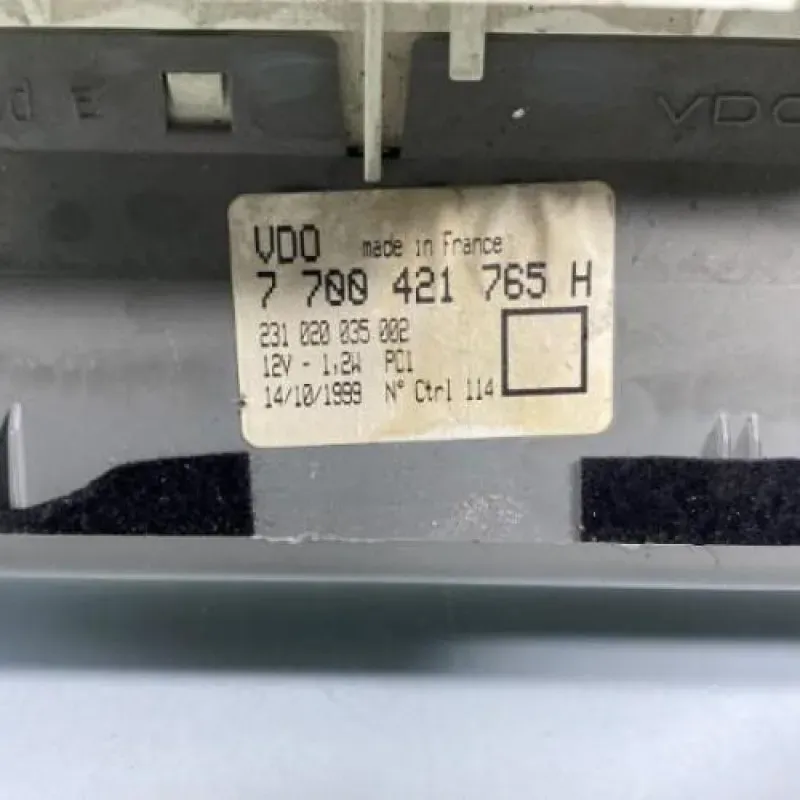 d E
VDO
VDO made in France
7 700 421 765 H
231 020 035 002
12V - 1,2W PC1
14/10/1999 N° Ctrl 114